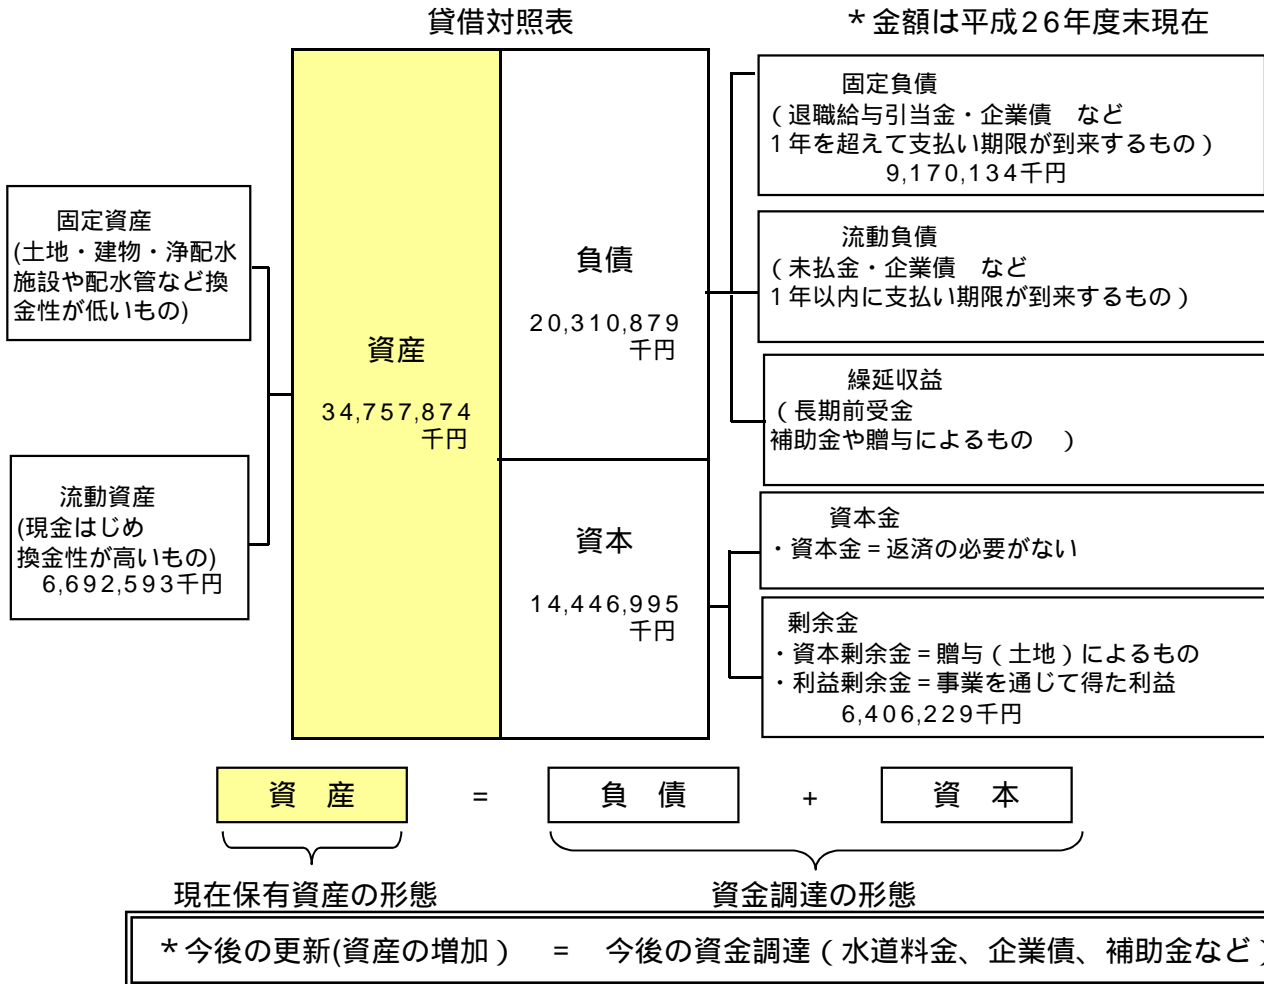 貸借対照表
*金額は平成26年度末現在
固定資産
(土地・建物・浄配水
施設や配水管など換
金性が低いもの)
流動資産
(現金はじめ
換金性が高いもの)
6,692,593千円
資産
34,757,874
千円
負債
20,310,879
千円
資本
14,446,995
千円
固定負債
(退職給与引当金・企業債　など
1年を超えて支払い期限が到来するもの)
9,170,134千円
流動負債
(未払金・企業債　など
1年以内に支払い期限が到来するもの)
繰延収益
(長期前受金
補助金や贈与によるもの　)
資本金
・資本金=返済の必要がない
剰余金
・資本剰余金=贈与(土地)によるもの
・利益剰余金=事業を通じて得た利益
6,406,229千円
資　産　=　負　債　+　資　本
現在保有資産の形態
資金調達の形態
*今後の更新(資産の増加)　=　今後の資金調達(水道料金、企業債、補助金など)